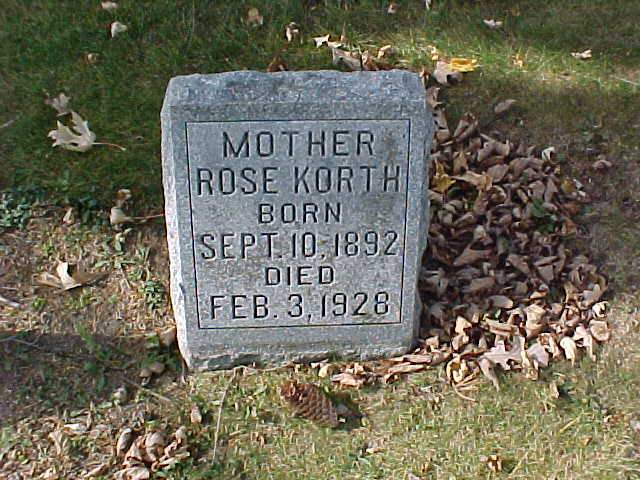 MOTHER
ROSE KORTH
BORN
SEPT. 10, 1892
DIED
FEB. 3, 1928